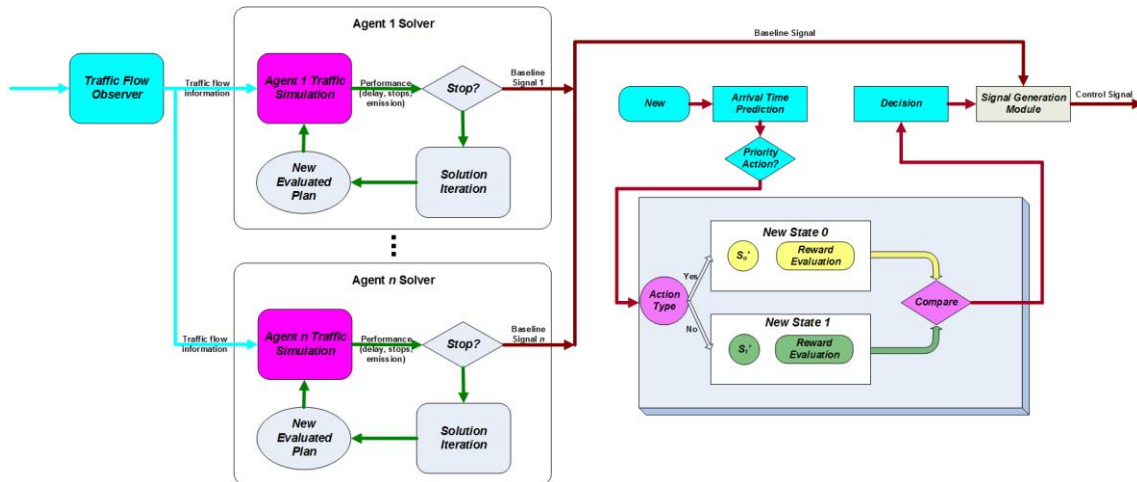 Agent 1 Solver
Traffic Flow
Observer
Traffic flow
information
Agent 1 Traffic
Simulation
Performance
(delay, stops,
emission)
Stop?
Baseline
Signal 1
New
Evaluated
Plan
Solution
Iteration
Agent n Solver
Traffic flow
information
Agent n Traffic
Simulation
Performance
(delay, stops,
emission)
Stop?
Baseline
Signal n
New
Evaluated
Plan
Solution
Iteration
Baseline Signal
New
Arrival Time
Prediction
Decision
Signal Generation
Module
Control Signal
Priority
Action?
New State 0
S₀'
Reward
Evaluation
Yes
Action
Type
No
Compare
New State 1
S₁'
Reward
Evaluation